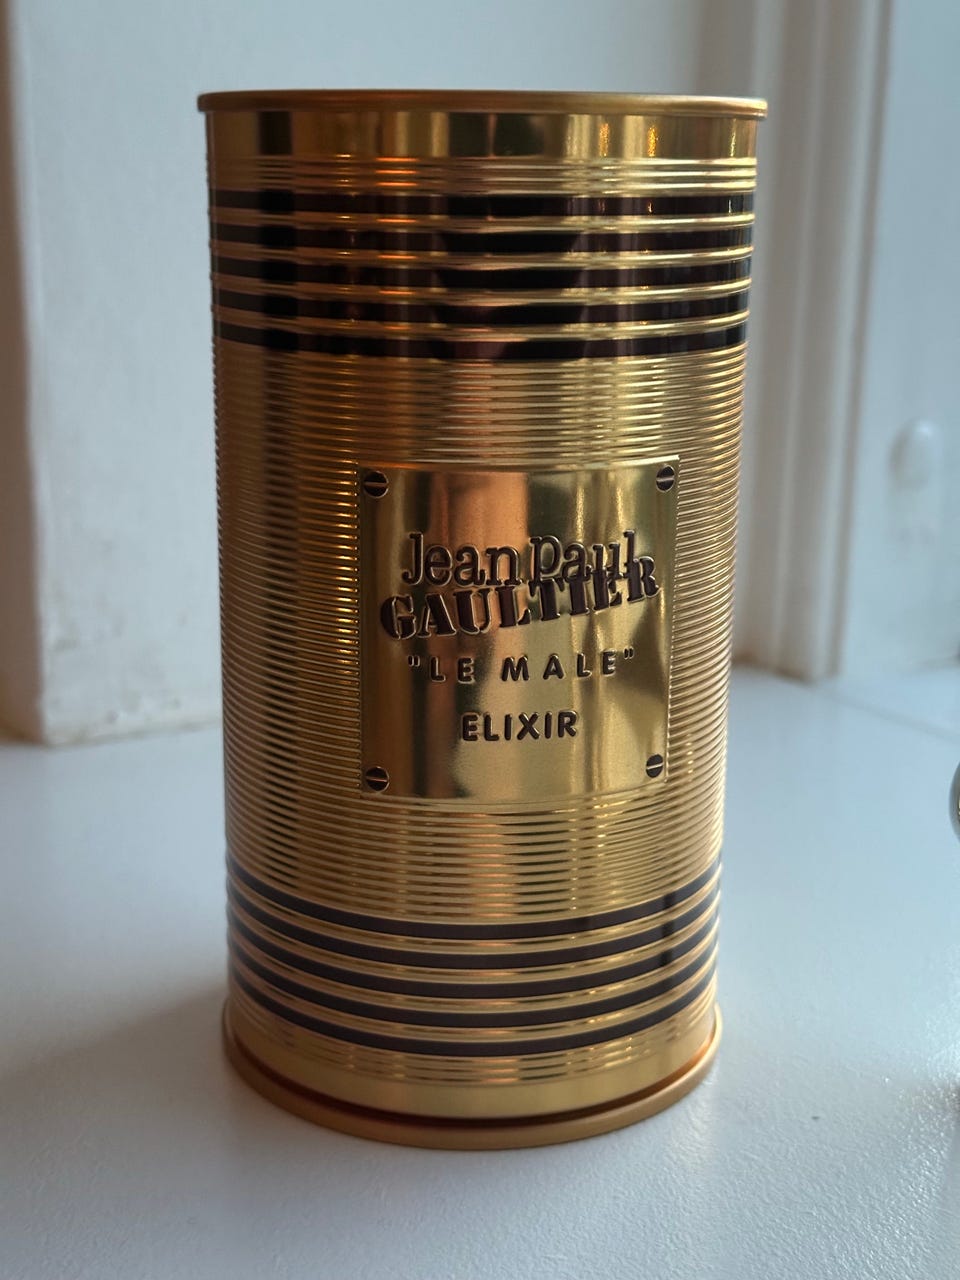 Jean Paul
GAULTIER
"LE MALE"
ELIXIR